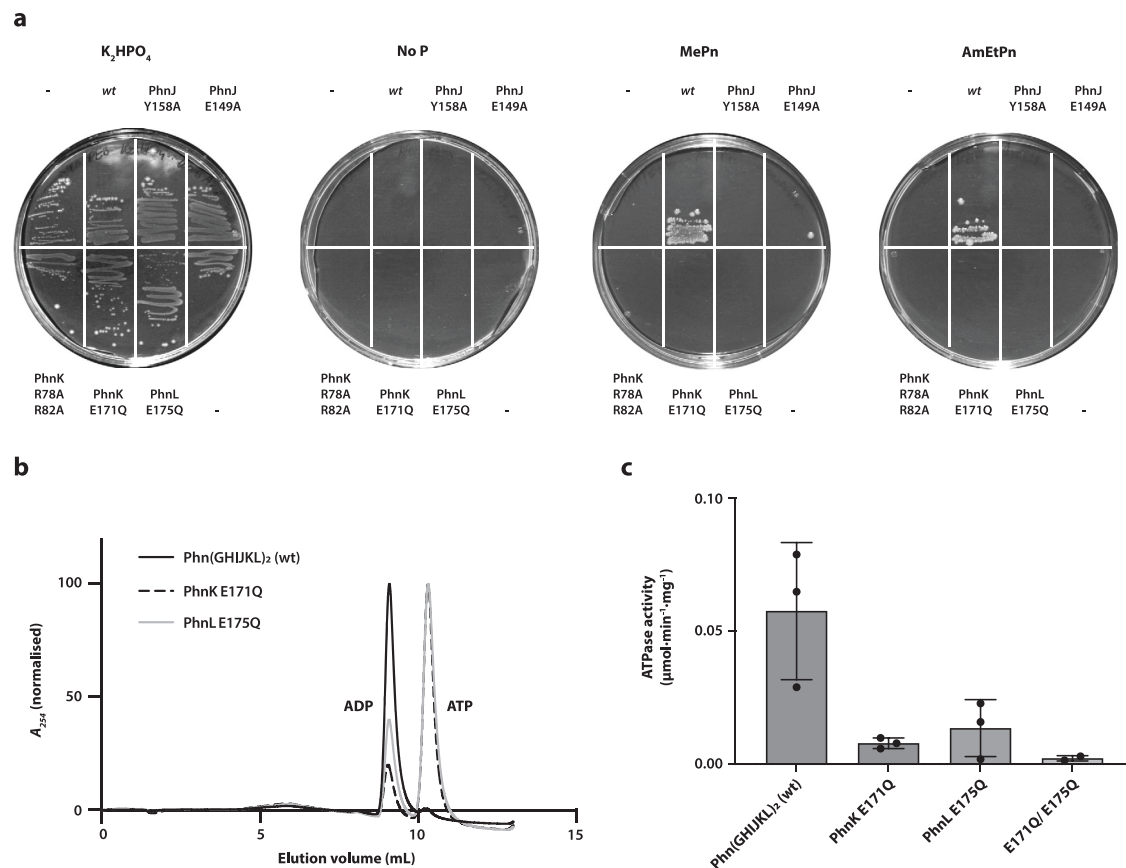 a
K₂HPO₄ No P MePn AmEtPn
- wt PhnJ Y158A PhnJ E149A
- wt PhnJ Y158A PhnJ E149A
- wt PhnJ Y158A PhnJ E149A
- wt PhnJ Y158A PhnJ E149A
PhnK R78A R82A PhnK E171Q PhnL E175Q -
PhnK R78A R82A PhnK E171Q PhnL E175Q -
PhnK R78A R82A PhnK E171Q PhnL E175Q -
PhnK R78A R82A PhnK E171Q PhnL E175Q -
b
Phn(GHIJKL)₂ (wt)
PhnK E171Q
PhnL E175Q
A₂₅₄ (normalised)
100
50
0
ADP
ATP
0 5 10 15
Elution volume (mL)
c
ATPase activity
(µmol·min⁻¹·mg⁻¹)
0.10
0.05
0.00
Phn(GHIJKL)₂ (wt)
PhnK E171Q
PhnL E175Q
E171Q/ E175Q